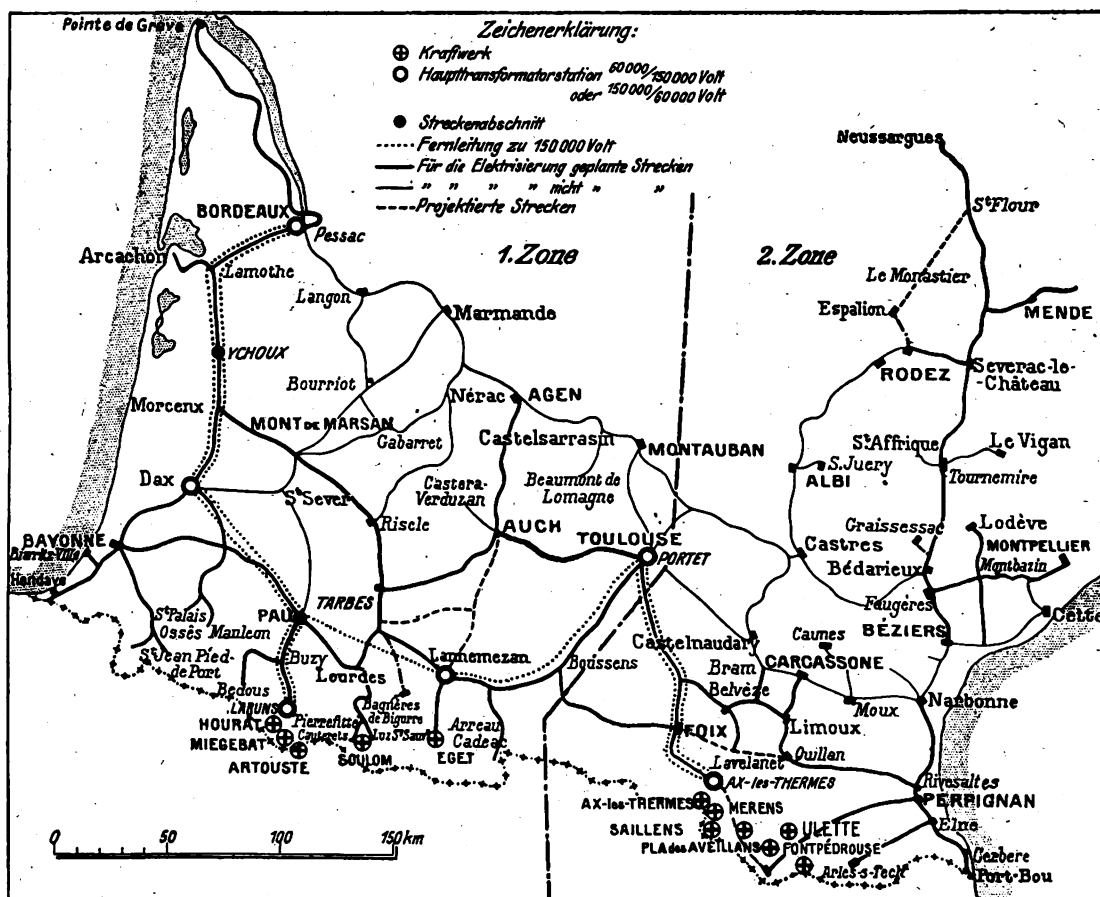 Pointe de Grave
Zeichenerklärung:
Kraftwerk
Haupttransformatorstation 60000/150000 Volt
oder 150000/60000 Volt
Streckenabschnitt
Fernleitung zu 150000 Volt
Für die Elektrisierung geplante Strecken
„ „ „ „ nicht „ „
Projektierte Strecken
1. Zone
2. Zone
Neussargues
St Flour
Le Monastier
Espalion
MENDE
RODEZ
Severac-le-
-Château
BORDEAUX
Pessac
Arcachon
Lamothe
Langon
Marmande
YCHOUX
Bourriot
Morcenx
MONT DE MARSAN
Gabarret
Nérac
AGEN
Castelsarrasin
MONTAUBAN
St Affrique
Le Vigan
S. Juery
ALBI
Tournemire
Dax
St Sever
Castera-
Verduzan
Beaumont de
Lomagne
Riscle
AUCH
TOULOUSE
PORTET
Graissessac
Lodève
Castres
Bédarieux
MONTPELLIER
Montbazin
BAYONNE
Biarritz-Ville
Hendaye
Faugères
Cette
BÉZIERS
St Palais
Ossès
Mauleon
PAU
TARBES
St Jean Pied-
de-Port
Buzy
Lourdes
Lannemezan
Boussens
Castelnaudary
Caunes
Bram
CARCASSONE
Belvèze
Moux
Narbonne
Limoux
Bedous
LARUNS
HOURAT
Pierrefitte
Cauterets
Bagnères
de Bigorre
Luz St Sauv.
Arreau
Cadeac
MIEGEBAT
ARTOUSTE
SOULOM
EGET
FOIX
Quillan
Lavelanet
AX-les-THERMES
Rivesaltes
PERPIGNAN
AX-les-TRERMES
MERENS
SAILLENS
ULETTE
Elne
PLA des AVEILLANS
FONTPÉDROUSE
Arles-s-Tech
Cerbere
Port-Bou
0 50 100 150 km